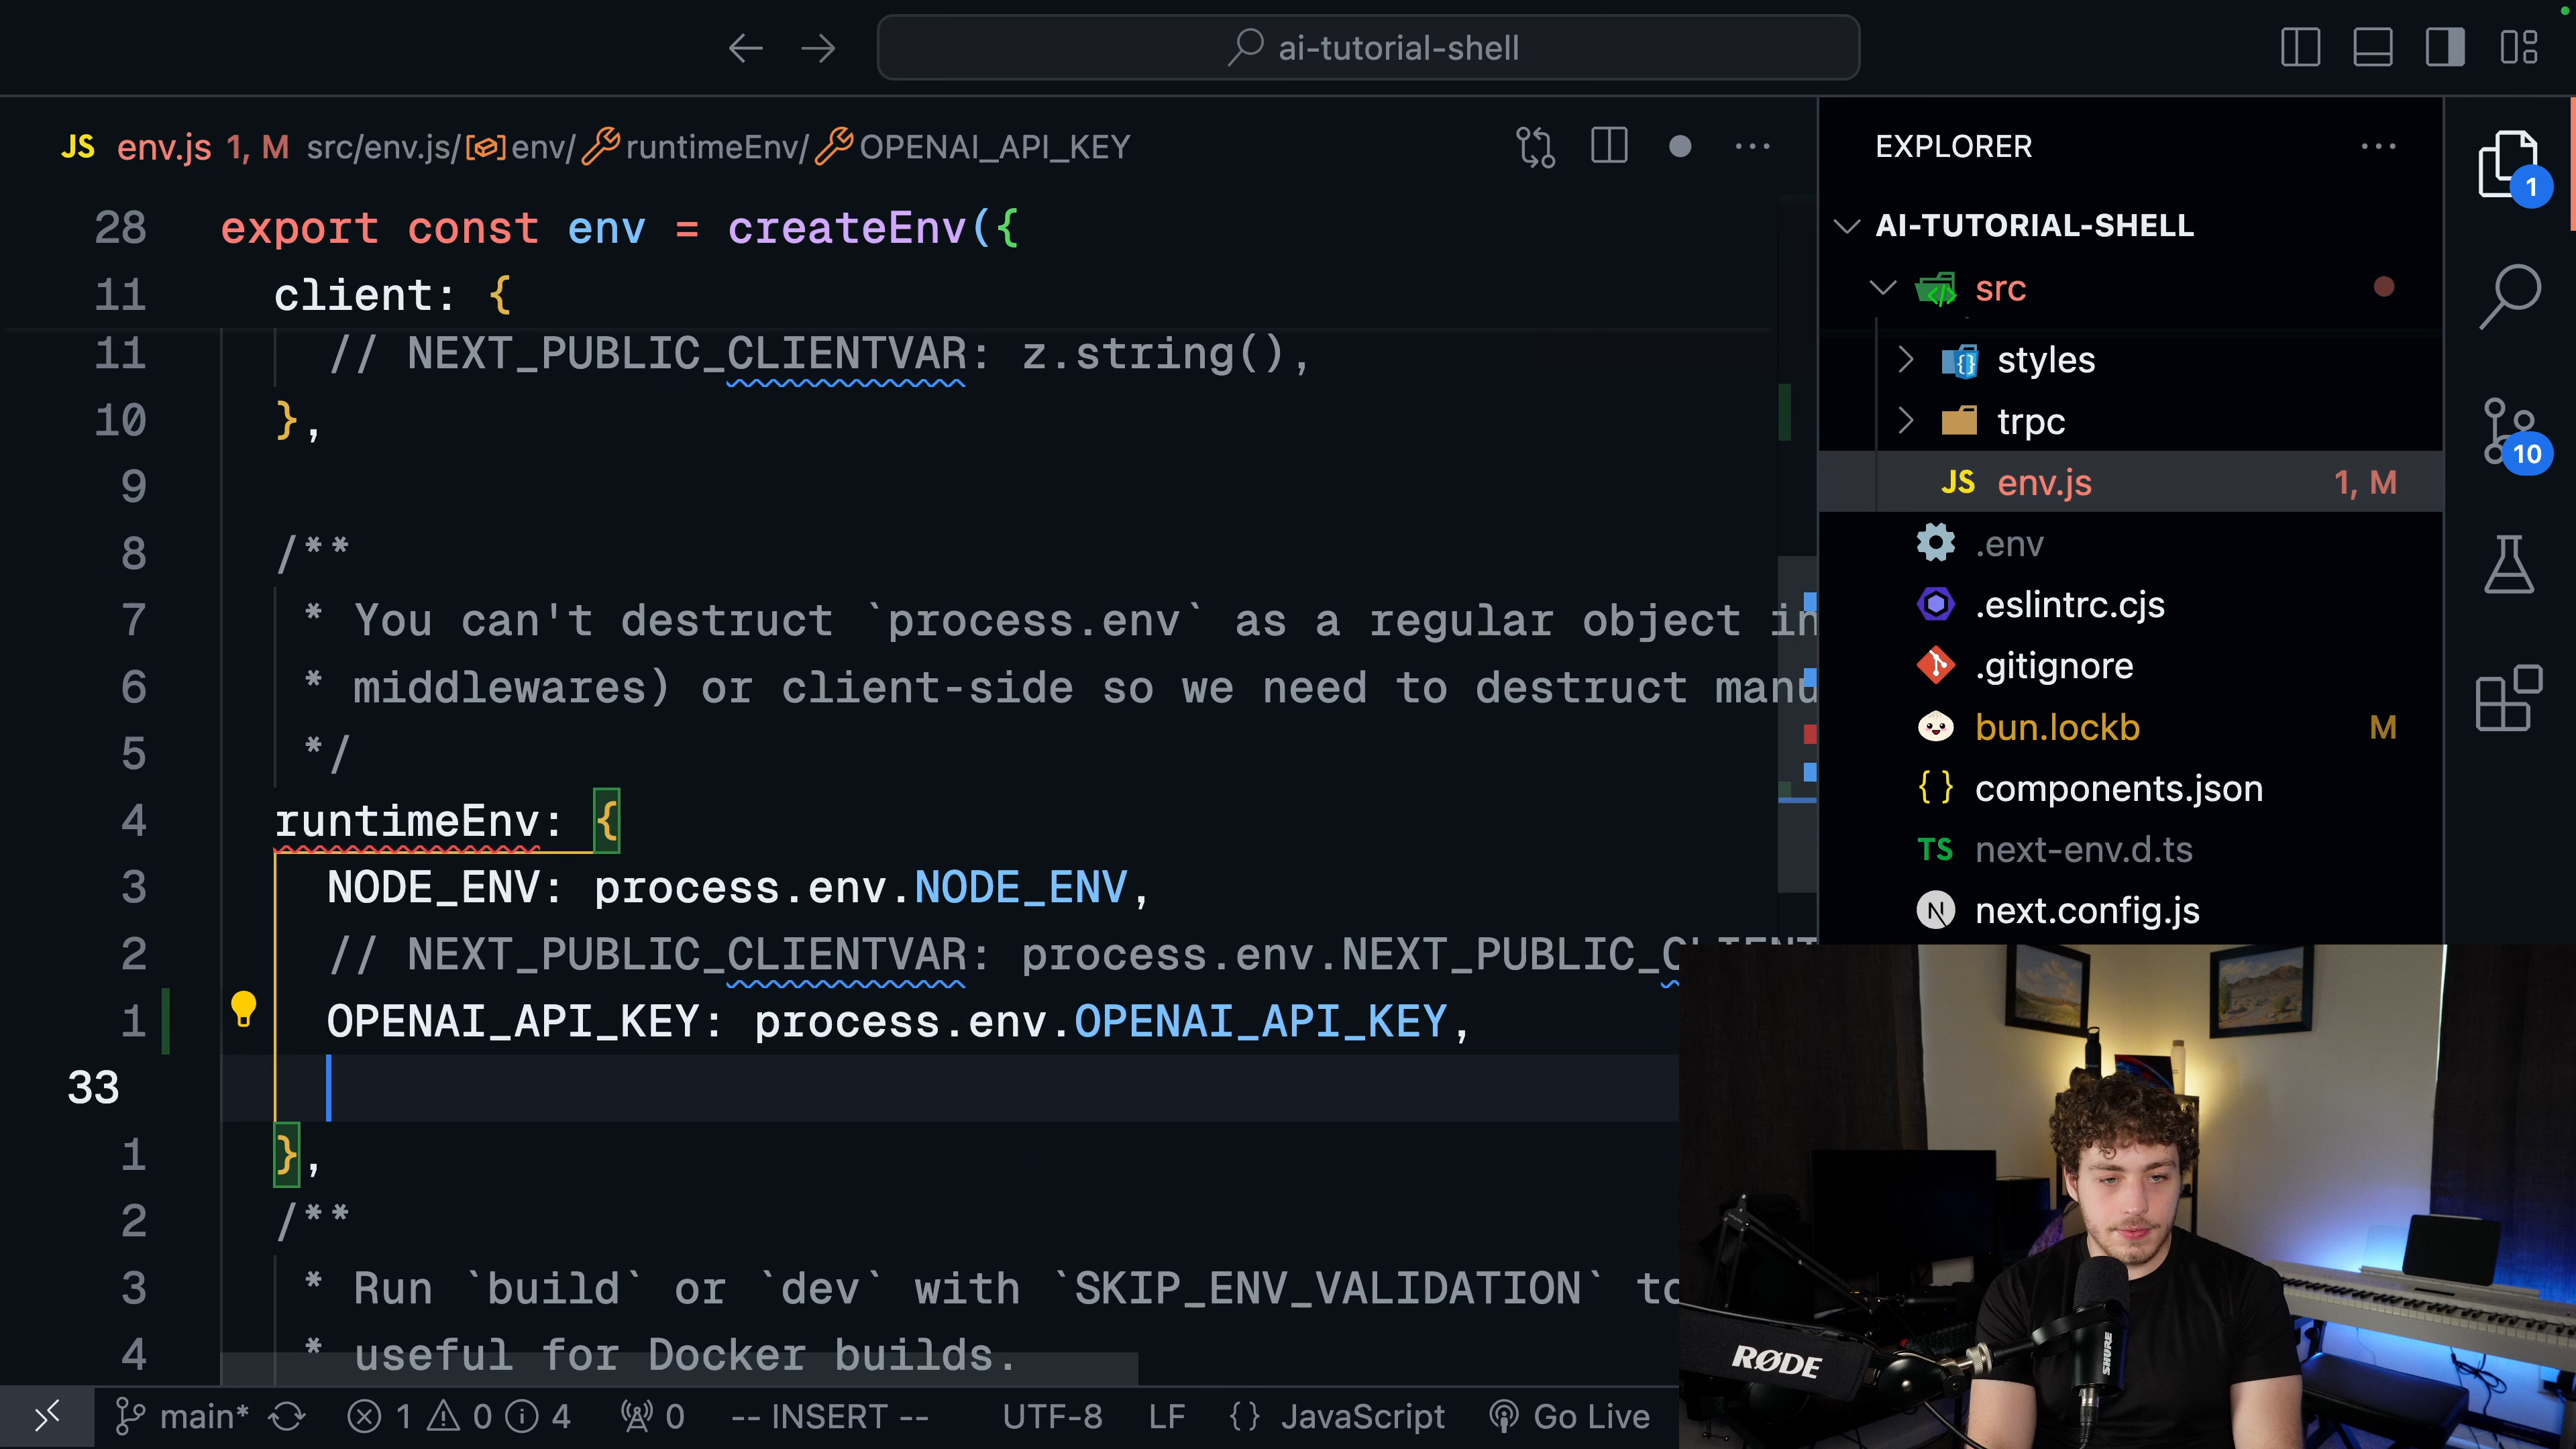 ai-tutorial-shell
JS env.js 1, M src/env.js/ env/ runtimeEnv/ OPENAI_API_KEY
28 export const env = createEnv({
11 client: {
11 // NEXT_PUBLIC_CLIENTVAR: z.string(),
10 },
9
8 /**
7 * You can't destruct `process.env` as a regular object in
6 * middlewares) or client-side so we need to destruct manu
5 */
4 runtimeEnv: {
3 NODE_ENV: process.env.NODE_ENV,
2 // NEXT_PUBLIC_CLIENTVAR: process.env.NEXT_PUBLIC_CLIENT
1 OPENAI_API_KEY: process.env.OPENAI_API_KEY,
33
1 },
2 /**
3 * Run `build` or `dev` with `SKIP_ENV_VALIDATION` to
4 * useful for Docker builds.
EXPLORER
AI-TUTORIAL-SHELL
src
styles
trpc
JS env.js 1, M
.env
.eslintrc.cjs
.gitignore
bun.lockb M
{} components.json
TS next-env.d.ts
N next.config.js
1
10
RØDE
SHURE
main* 1 0 4 0 -- INSERT -- UTF-8 LF {} JavaScript Go Live